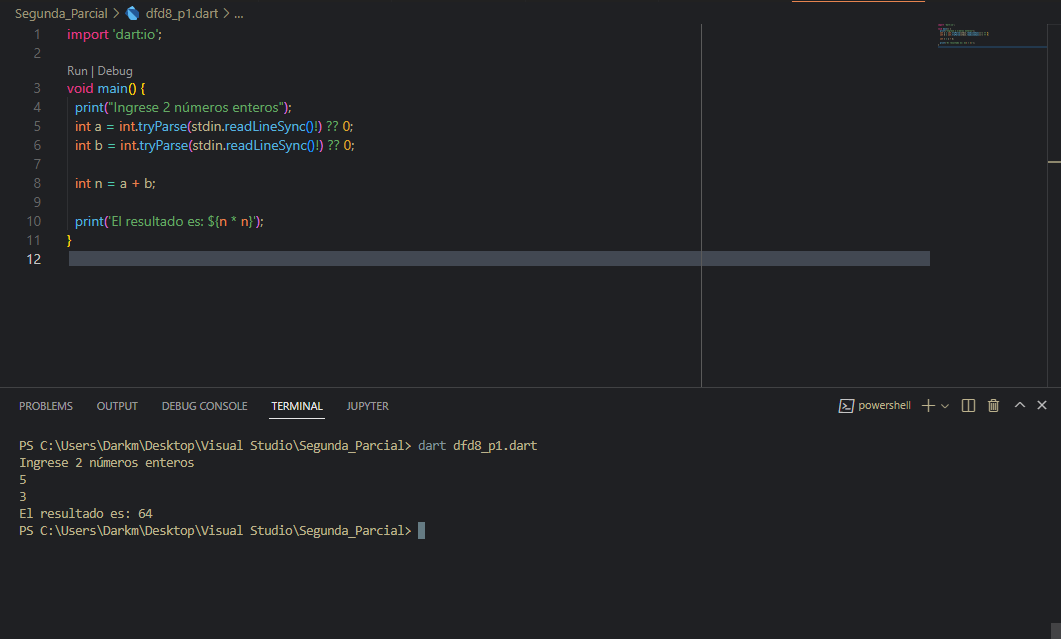 Segunda_Parcial > dfd8_p1.dart > ...
1 import 'dart:io';
2
Run | Debug
3 void main() {
4 print("Ingrese 2 números enteros");
5 int a = int.tryParse(stdin.readLineSync()!) ?? 0;
6 int b = int.tryParse(stdin.readLineSync()!) ?? 0;
7
8 int n = a + b;
9
10 print('El resultado es: ${n * n}');
11 }
12
PROBLEMS OUTPUT DEBUG CONSOLE TERMINAL JUPYTER powershell
PS C:\Users\Darkm\Desktop\Visual Studio\Segunda_Parcial> dart dfd8_p1.dart
Ingrese 2 números enteros
5
3
El resultado es: 64
PS C:\Users\Darkm\Desktop\Visual Studio\Segunda_Parcial>